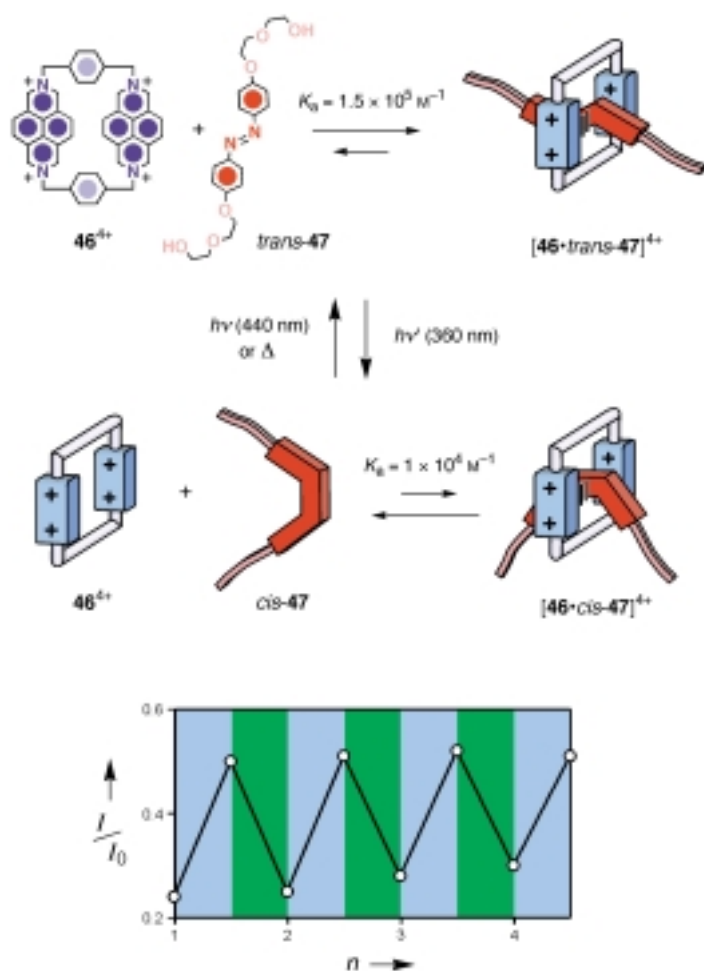 OH
O
O
N N
+ +
N
N
N N
+ +
O
O
HO
+
Kₐ = 1.5 × 10⁵ M⁻¹
+
+
46⁴⁺
trans-47
[46•trans-47]⁴⁺
hν (440 nm)
or Δ
hν' (360 nm)
+ +
+ +
+
Kₐ = 1 × 10⁴ M⁻¹
+
+
46⁴⁺
cis-47
[46•cis-47]⁴⁺
0.6
0.4
0.2
I
/I₀
1 2 3 4
n